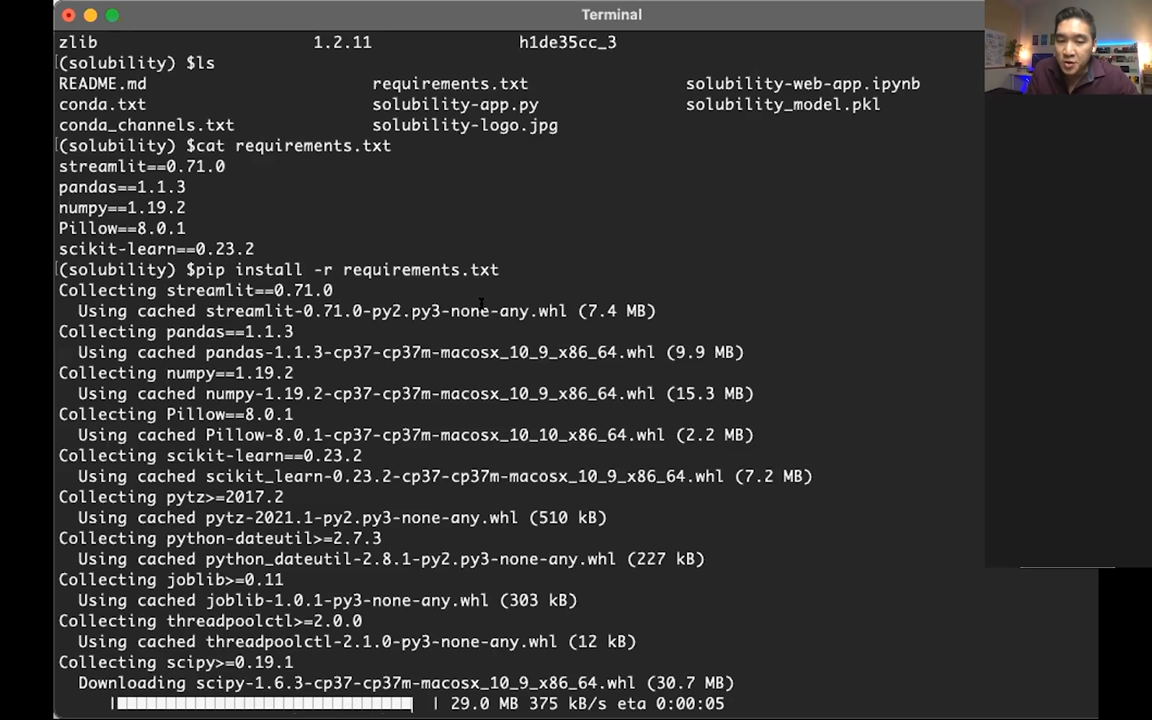 Terminal
zlib 1.2.11 h1de35cc_3
(solubility) $ls
README.md requirements.txt solubility-web-app.ipynb
conda.txt solubility-app.py solubility_model.pkl
conda_channels.txt solubility-logo.jpg
(solubility) $cat requirements.txt
streamlit==0.71.0
pandas==1.1.3
numpy==1.19.2
Pillow==8.0.1
scikit-learn==0.23.2
(solubility) $pip install -r requirements.txt
Collecting streamlit==0.71.0
Using cached streamlit-0.71.0-py2.py3-none-any.whl (7.4 MB)
Collecting pandas==1.1.3
Using cached pandas-1.1.3-cp37-cp37m-macosx_10_9_x86_64.whl (9.9 MB)
Collecting numpy==1.19.2
Using cached numpy-1.19.2-cp37-cp37m-macosx_10_9_x86_64.whl (15.3 MB)
Collecting Pillow==8.0.1
Using cached Pillow-8.0.1-cp37-cp37m-macosx_10_10_x86_64.whl (2.2 MB)
Collecting scikit-learn==0.23.2
Using cached scikit_learn-0.23.2-cp37-cp37m-macosx_10_9_x86_64.whl (7.2 MB)
Collecting pytz>=2017.2
Using cached pytz-2021.1-py2.py3-none-any.whl (510 kB)
Collecting python-dateutil>=2.7.3
Using cached python_dateutil-2.8.1-py2.py3-none-any.whl (227 kB)
Collecting joblib>=0.11
Using cached joblib-1.0.1-py3-none-any.whl (303 kB)
Collecting threadpoolctl>=2.0.0
Using cached threadpoolctl-2.1.0-py3-none-any.whl (12 kB)
Collecting scipy>=0.19.1
Downloading scipy-1.6.3-cp37-cp37m-macosx_10_9_x86_64.whl (30.7 MB)
| | 29.0 MB 375 kB/s eta 0:00:05